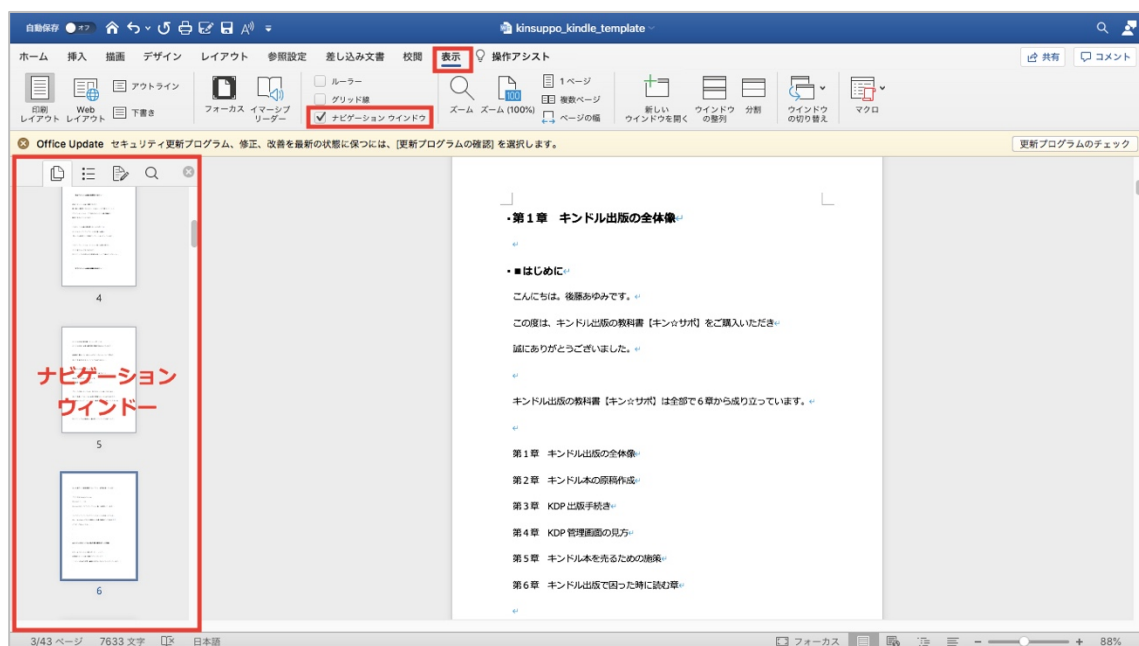 自動保存 オフ kinsuppo_kindle_template
ホーム 挿入 描画 デザイン レイアウト 参照設定 差し込み文書 校閲 表示 操作アシスト 共有 コメント
印刷レイアウト
Webレイアウト
アウトライン
下書き
フォーカス
イマーシブリーダー
ルーラー
グリッド線
ナビゲーション ウインドウ
ズーム
ズーム (100%)
100
1 ページ
複数ページ
ページの幅
新しいウインドウを開く
ウインドウの整列
分割
ウインドウの切り替え
マクロ
Office Update セキュリティ更新プログラム、修正、改善を最新の状態に保つには、[更新プログラムの確認] を選択します。 更新プログラムのチェック
4
ナビゲーション
ウィンドー
5
6
・第1章 キンドル出版の全体像
・■はじめに
こんにちは。後藤あゆみです。
この度は、キンドル出版の教科書【キン☆サポ】をご購入いただき
誠にありがとうございました。
キンドル出版の教科書【キン☆サポ】は全部で6章から成り立っています。
第1章 キンドル出版の全体像
第2章 キンドル本の原稿作成
第3章 KDP出版手続き
第4章 KDP管理画面の見方
第5章 キンドル本を売るための施策
第6章 キンドル出版で困った時に読む章
3/43 ページ 7633 文字 日本語 フォーカス 88%